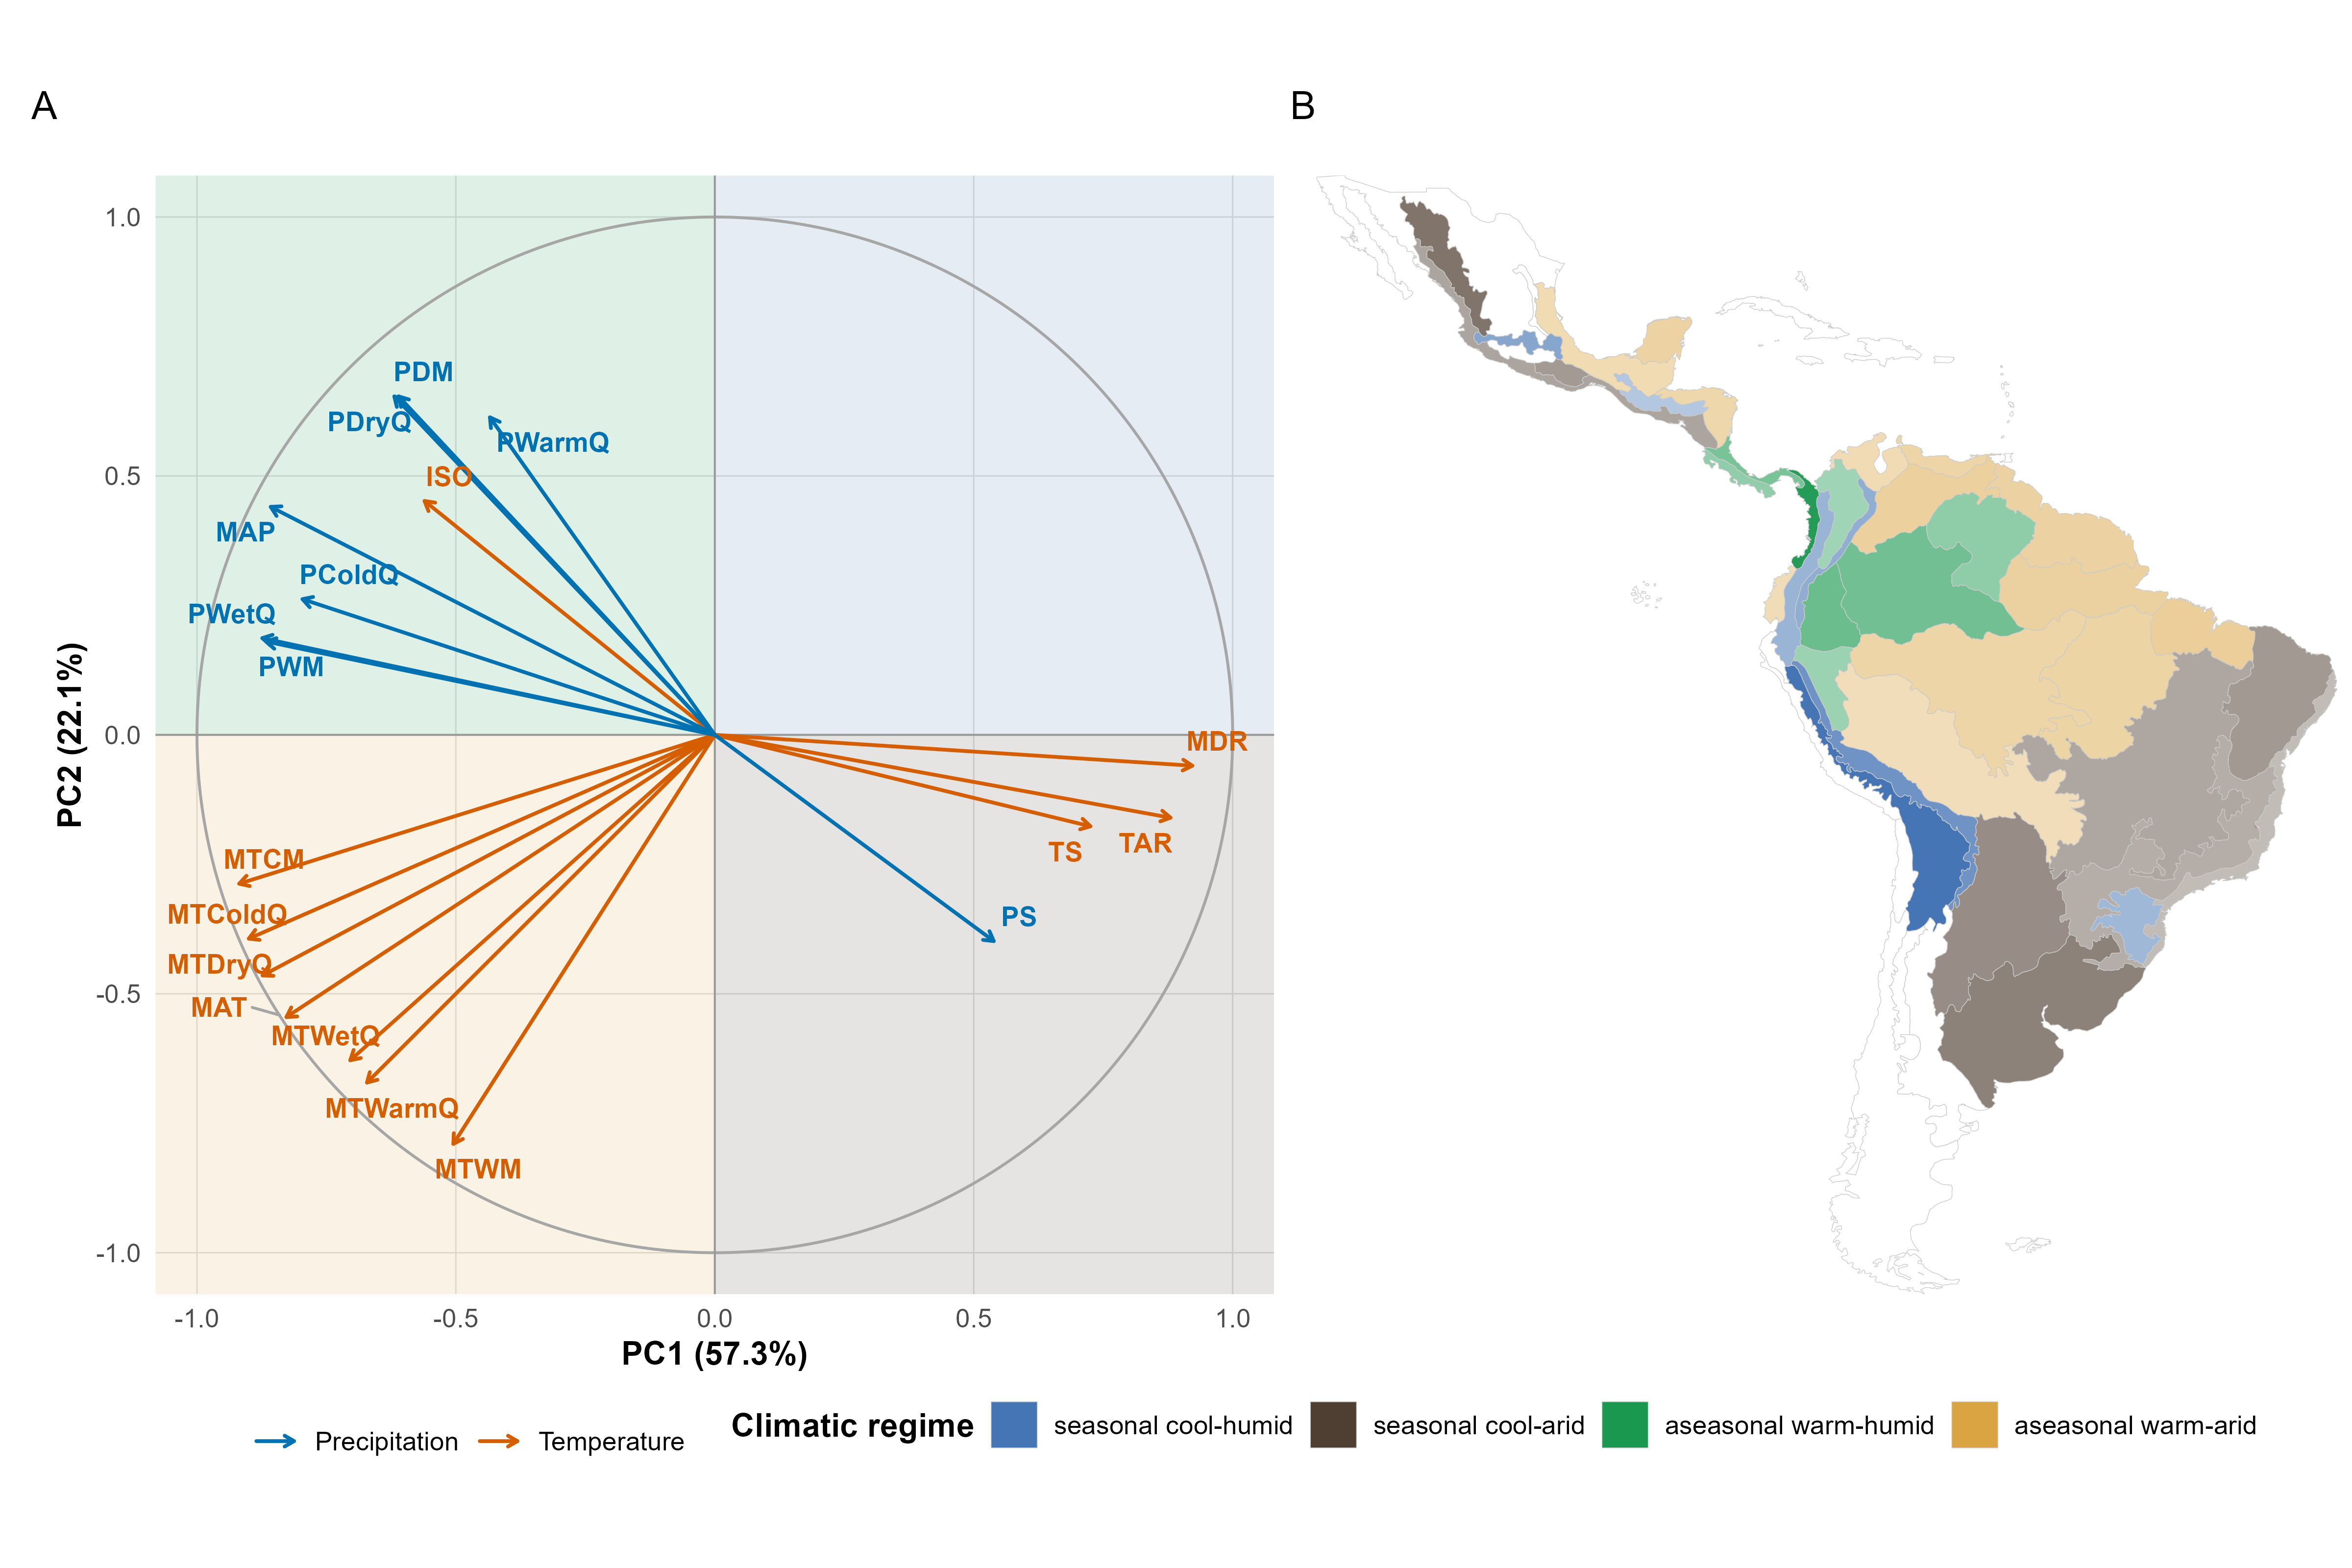 A
B
1.0
0.5
0.0
-0.5
-1.0
PC2 (22.1%)
PDM
PDryQ
PWarmQ
ISO
MAP
PColdQ
PWetQ
PWM
MDR
TS
TAR
PS
MTCM
MTColdQ
MTDryQ
MAT
MTWetQ
MTWarmQ
MTWM
-1.0 -0.5 0.0 0.5 1.0
PC1 (57.3%)
Precipitation Temperature
Climatic regime seasonal cool-humid seasonal cool-arid aseasonal warm-humid aseasonal warm-arid